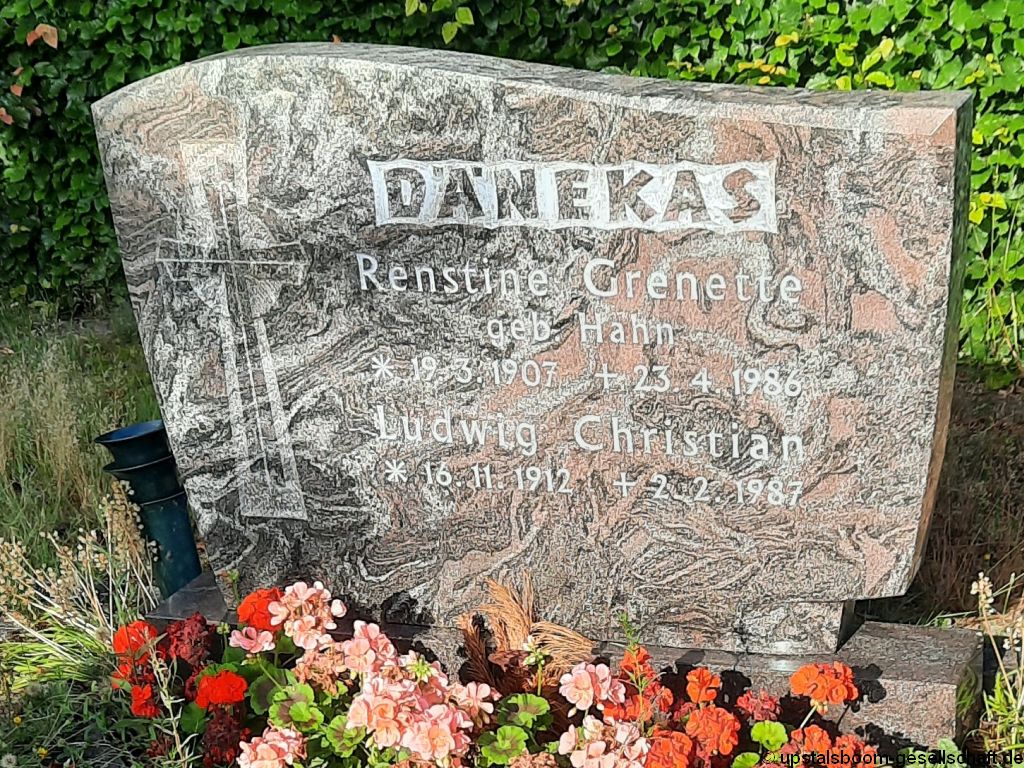 DÄNEKAS
Renstine Grenette
geb. Hahn
* 19. 3. 1907 + 23. 4. 1986
Ludwig Christian
* 16. 11. 1912 + 2. 2. 1987
© upstalsboom-gesellschaft.de